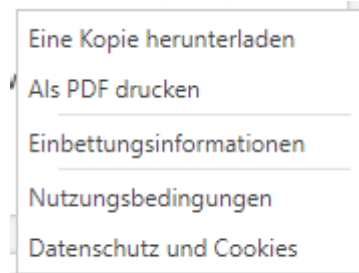 Eine Kopie herunterladen
Als PDF drucken
Einbettungsinformationen
Nutzungsbedingungen
Datenschutz und Cookies